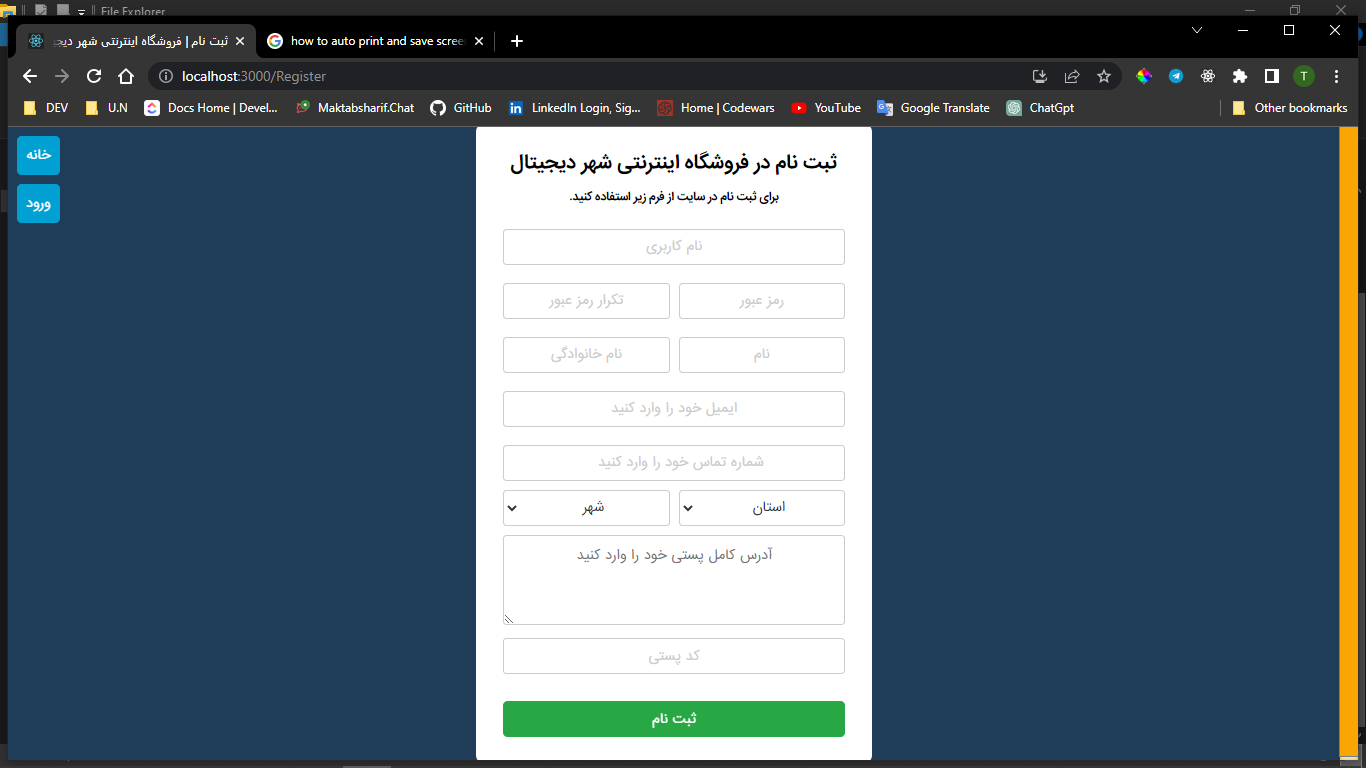 File Explorer
ثبت نام | فروشگاه اینترنتی شهر
how to auto print and save scree
localhost:3000/Register
T
DEV
U.N
Docs Home | Devel...
Maktabsharif.Chat
GitHub
LinkedIn Login, Sig...
Home | Codewars
YouTube
Google Translate
ChatGpt
Other bookmarks
خانه
ورود
ثبت نام در فروشگاه اینترنتی شهر دیجیتال
برای ثبت نام در سایت از فرم زیر استفاده کنید.
نام کاربری
رمز عبور
تکرار رمز عبور
نام
نام خانوادگی
ایمیل خود را وارد کنید
شماره تماس خود را وارد کنید
استان
شهر
آدرس کامل پستی خود را وارد کنید
کد پستی
ثبت نام